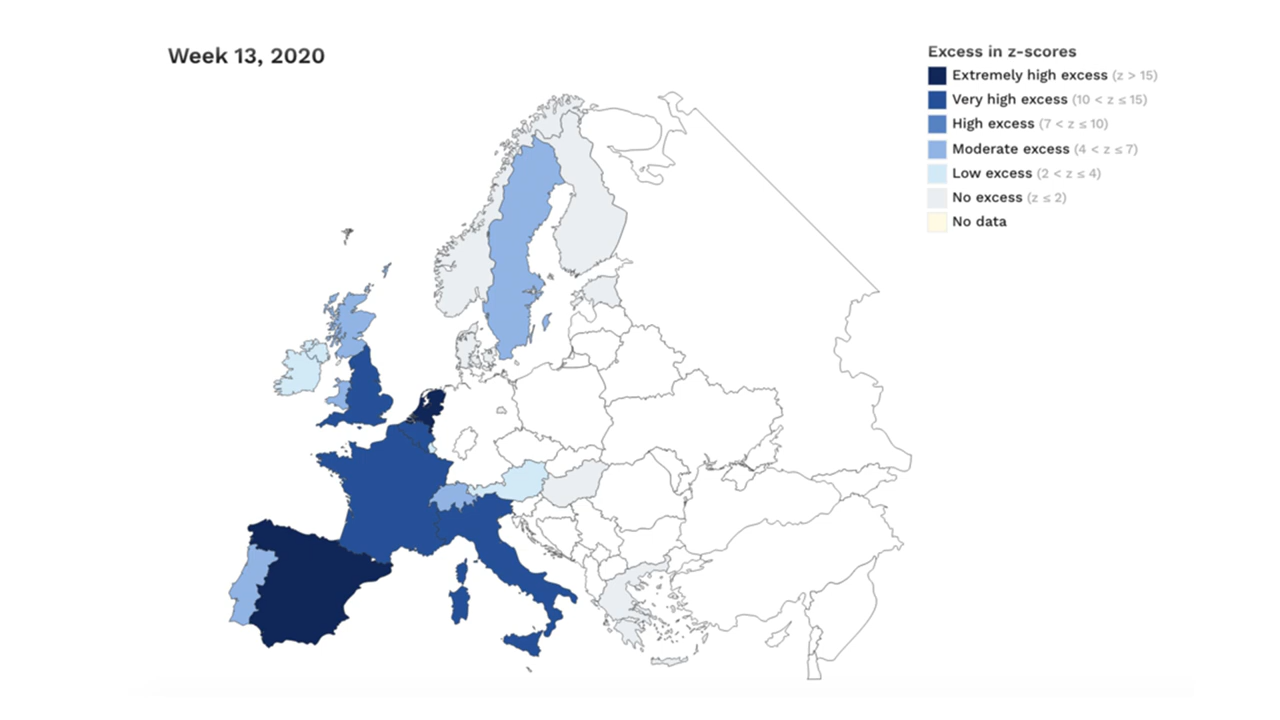 Week 13, 2020
Excess in z-scores
Extremely high excess (z > 15)
Very high excess (10 < z ≤ 15)
High excess (7 < z ≤ 10)
Moderate excess (4 < z ≤ 7)
Low excess (2 < z ≤ 4)
No excess (z ≤ 2)
No data